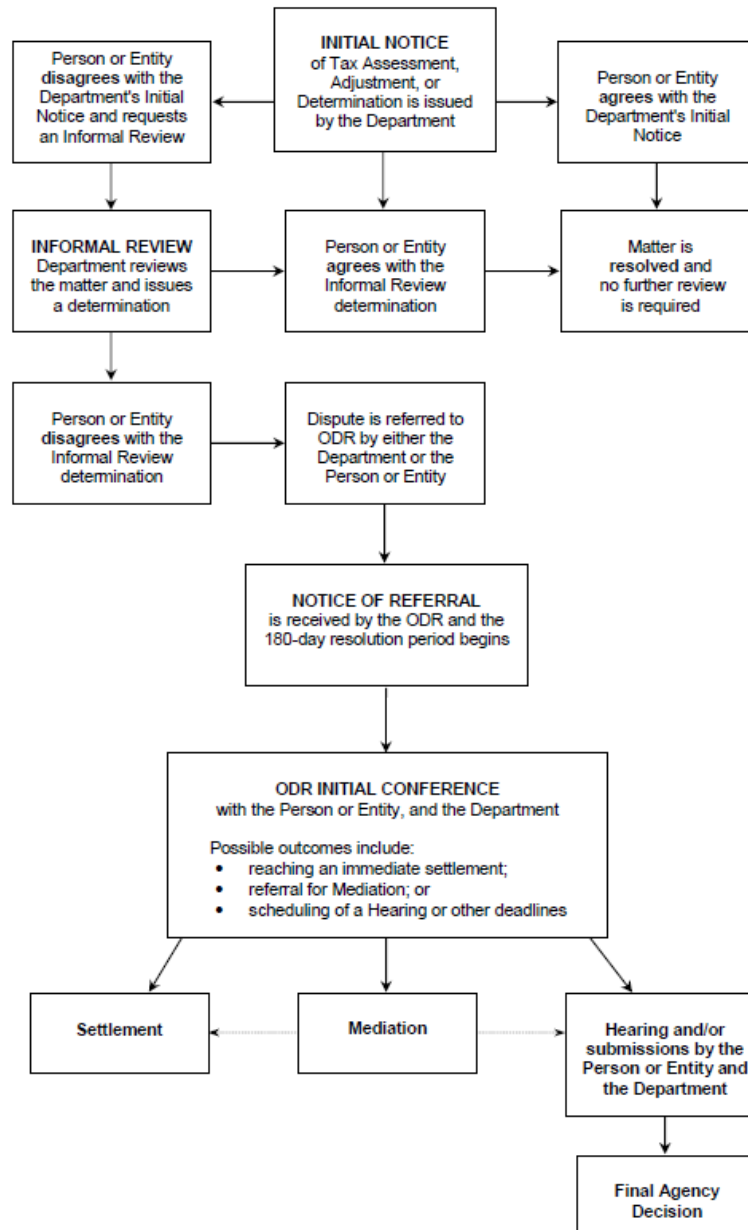 INITIAL NOTICE
of Tax Assessment,
Adjustment, or
Determination is issued
by the Department
Person or Entity
disagrees with the
Department's Initial
Notice and requests
an Informal Review
Person or Entity
agrees with the
Department's Initial
Notice
INFORMAL REVIEW
Department reviews
the matter and issues
a determination
Person or Entity
agrees with the
Informal Review
determination
Matter is
resolved and
no further review
is required
Person or Entity
disagrees with the
Informal Review
determination
Dispute is referred to
ODR by either the
Department or the
Person or Entity
NOTICE OF REFERRAL
is received by the ODR and the
180-day resolution period begins
ODR INITIAL CONFERENCE
with the Person or Entity, and the Department
Possible outcomes include:
• reaching an immediate settlement;
• referral for Mediation; or
• scheduling of a Hearing or other deadlines
Settlement
Mediation
Hearing and/or
submissions by the
Person or Entity and
the Department
Final Agency
Decision